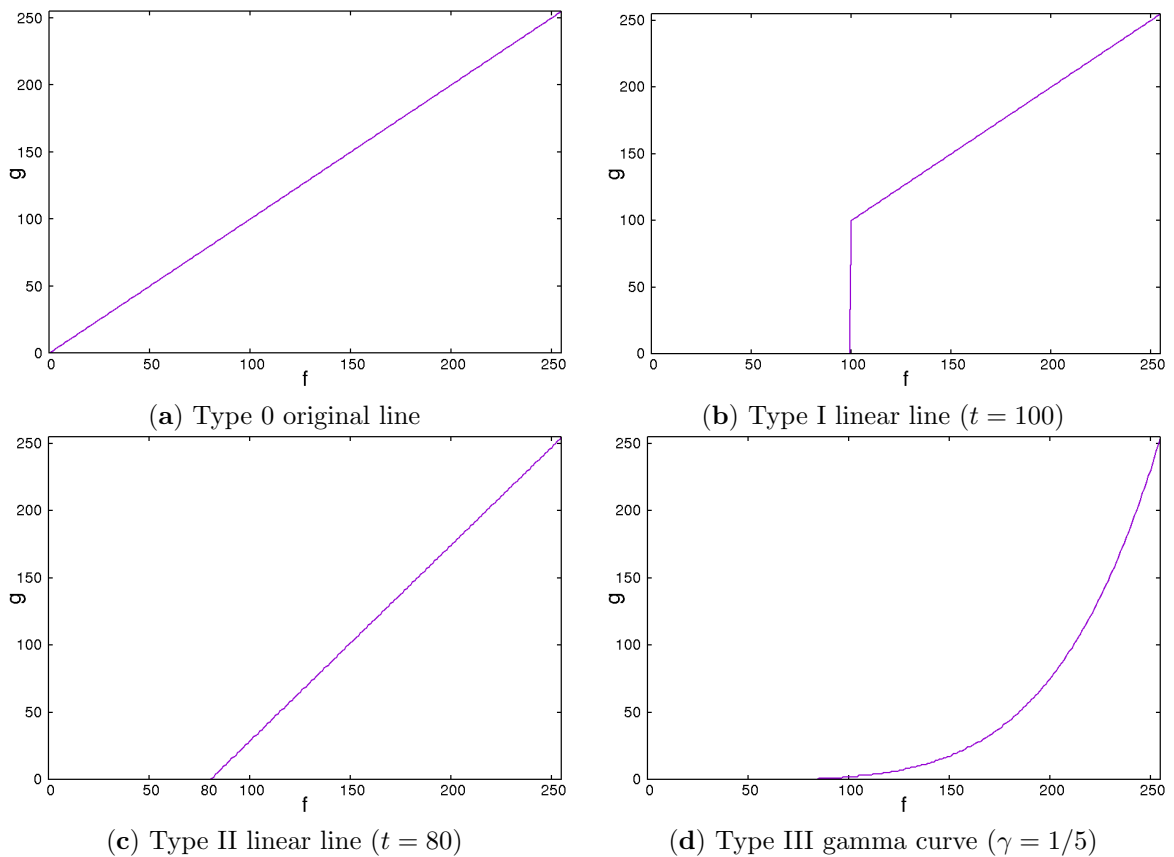 250
200
150
100
50
0
g
0 50 100 150 200 250
f
(a) Type 0 original line
250
200
150
100
50
0
g
0 50 100 150 200 250
f
(b) Type I linear line (t = 100)
250
200
150
100
50
0
g
0 50 80 100 150 200 250
f
(c) Type II linear line (t = 80)
250
200
150
100
50
0
g
0 50 100 150 200 250
f
(d) Type III gamma curve (γ = 1/5)